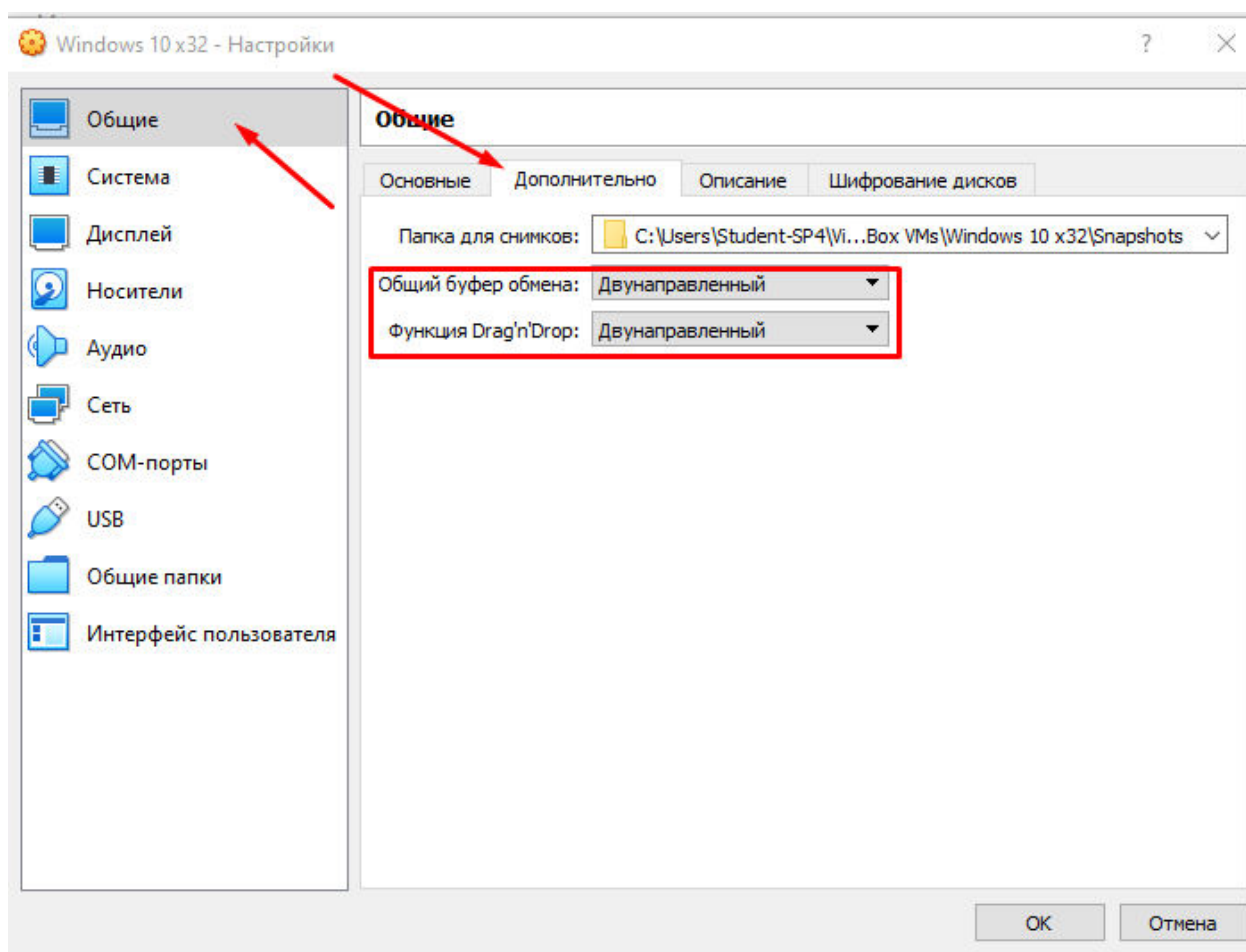 Windows 10 x32 - Настройки
?
Общие
Система
Дисплей
Носители
Аудио
Сеть
COM-порты
USB
Общие папки
Интерфейс пользователя
Общие
Основные Дополнительно Описание Шифрование дисков
Папка для снимков: C:\Users\Student-SP4\Vi...Box VMs\Windows 10 x32\Snapshots
Общий буфер обмена: Двунаправленный
Функция Drag'n'Drop: Двунаправленный
OK Отмена